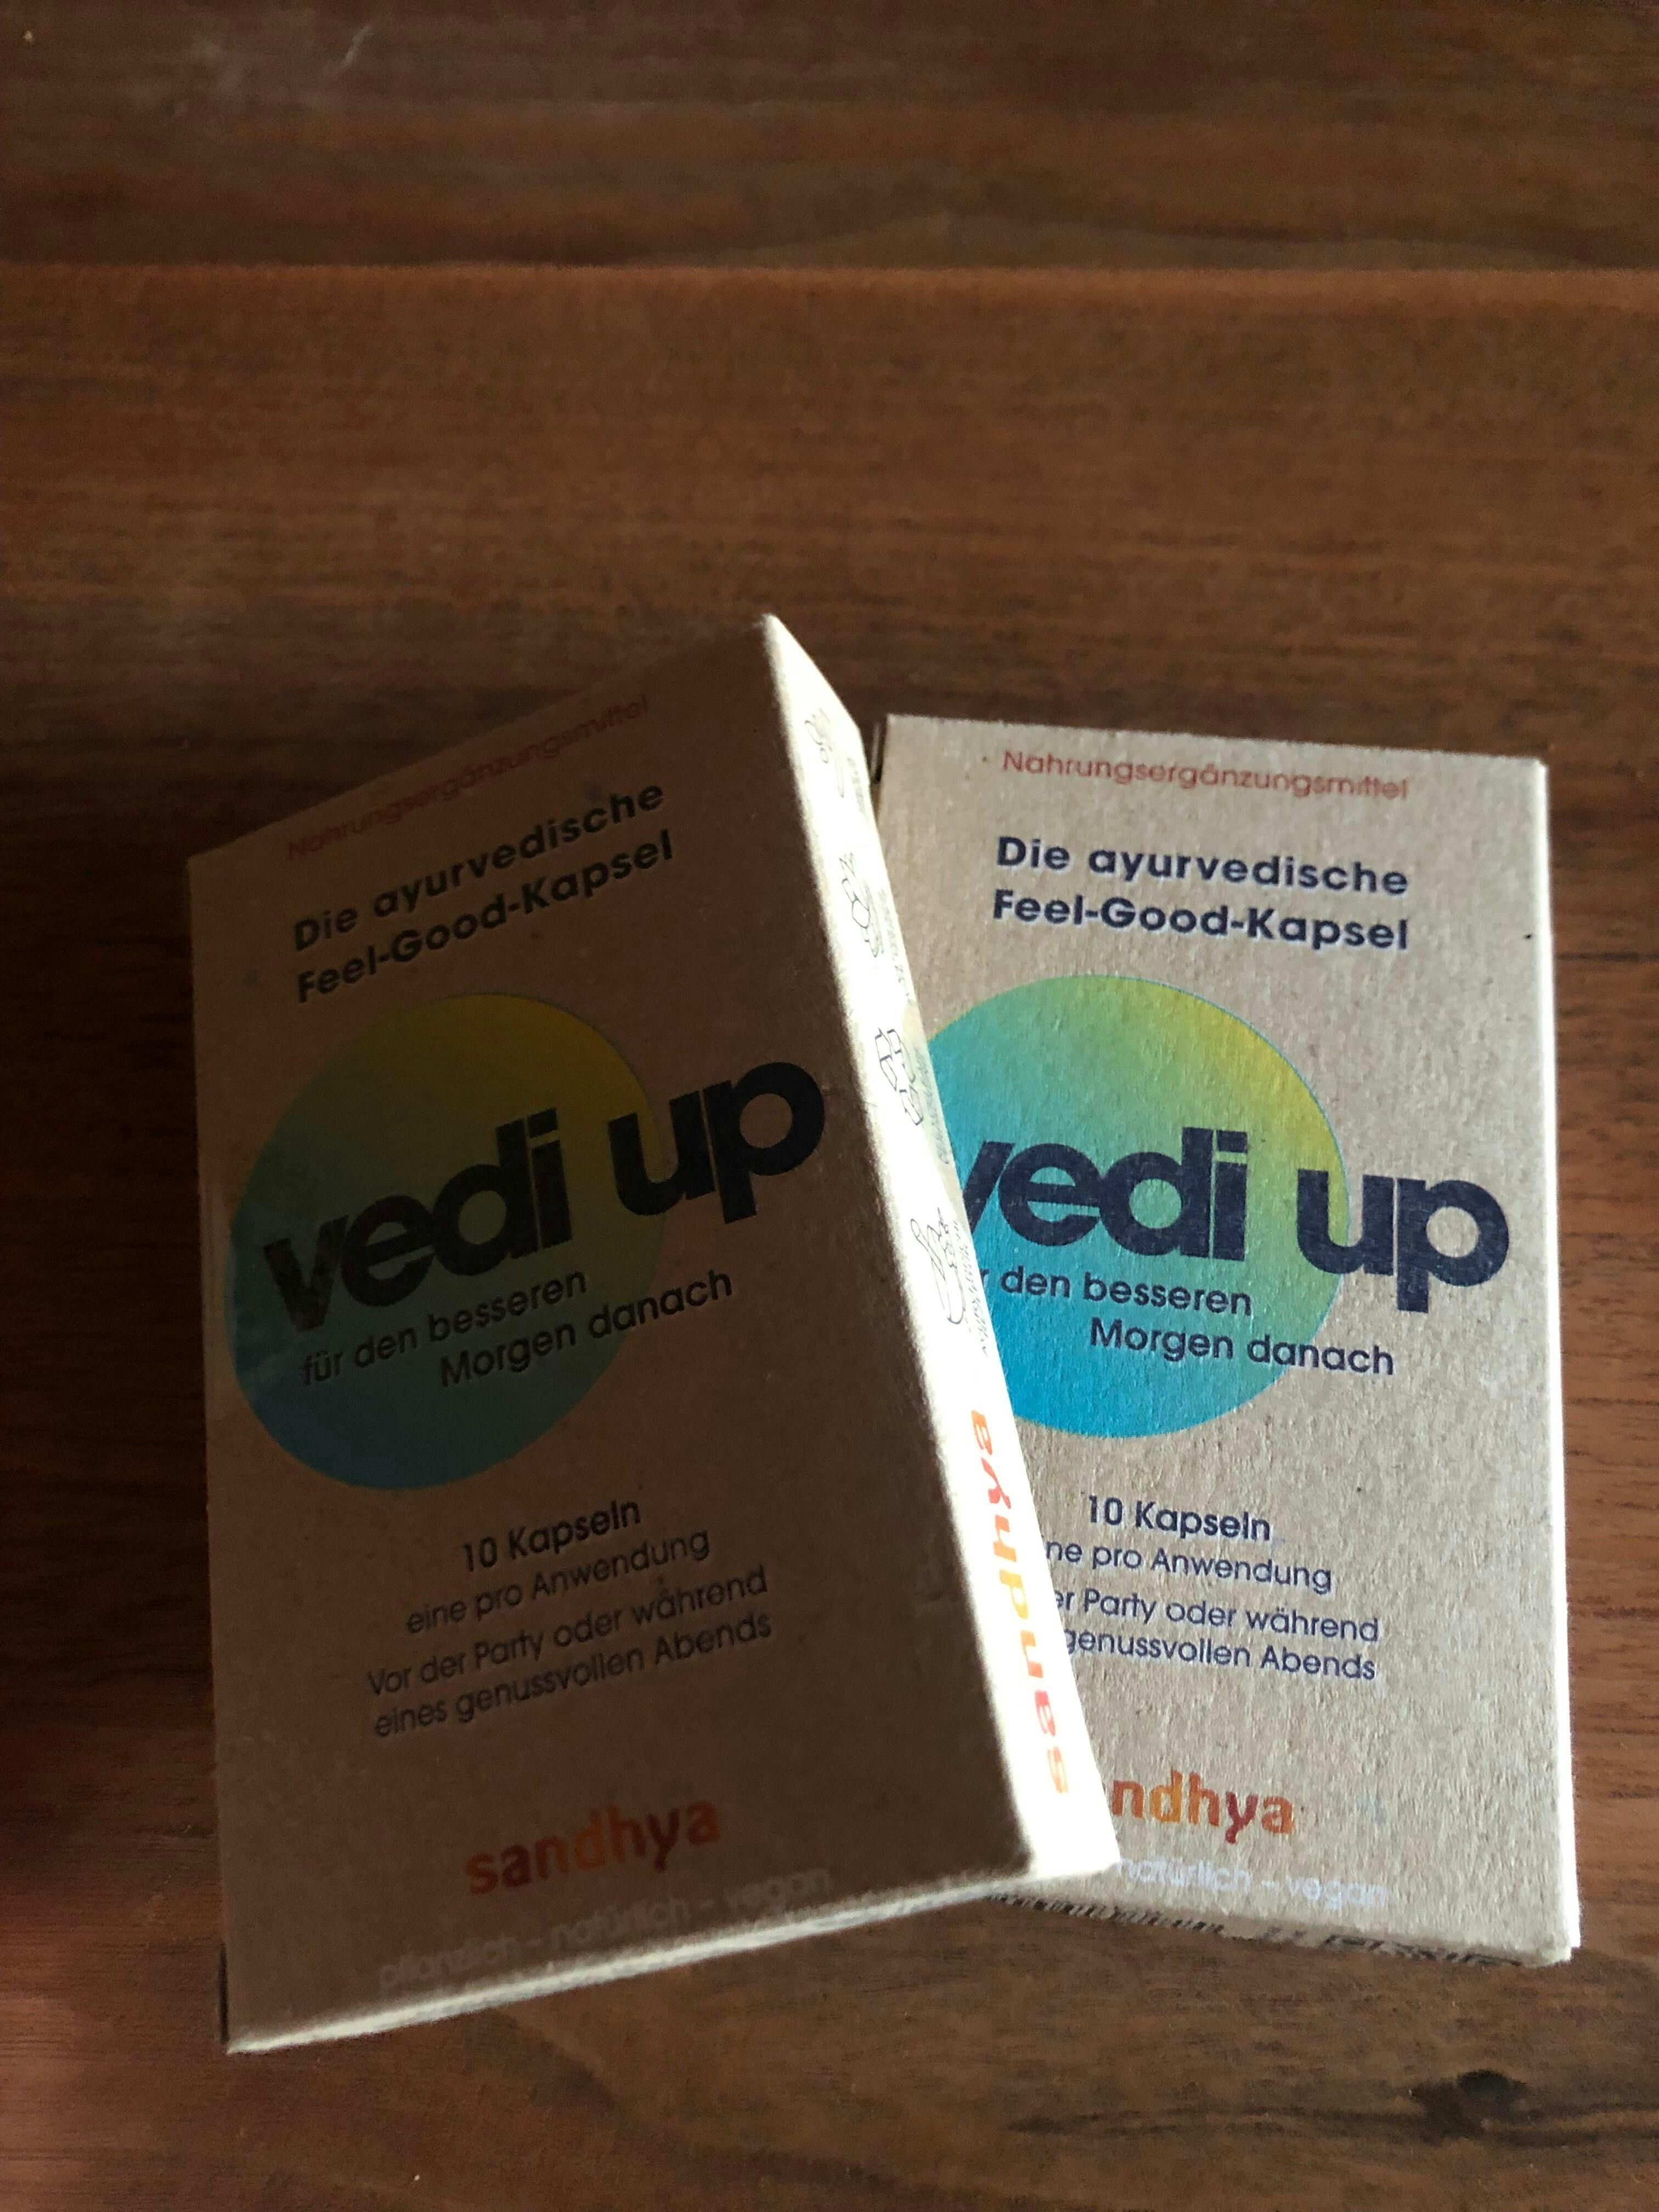 Nahrungsergänzungsmittel
Die ayurvedische
Feel-Good-Kapsel
vedi up
für den besseren
Morgen danach
10 Kapseln
eine pro Anwendung
Vor der Party oder während
eines genussvollen Abends
sandhya
pflanzlich – natürlich – vegan
sandhya
Nahrungsergänzungsmittel
Die ayurvedische
Feel-Good-Kapsel
vedi up
den besseren
Morgen danach
10 Kapseln
ne pro Anwendung
er Party oder während
genussvollen Abends
ndhya
natürlich – vegan